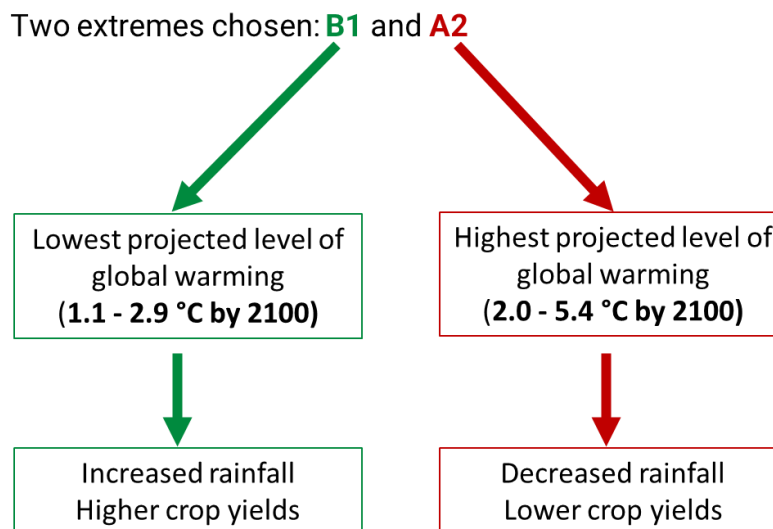 Two extremes chosen: B1 and A2
Lowest projected level of
global warming
(1.1 - 2.9 °C by 2100)
Highest projected level of
global warming
(2.0 - 5.4 °C by 2100)
Increased rainfall
Higher crop yields
Decreased rainfall
Lower crop yields